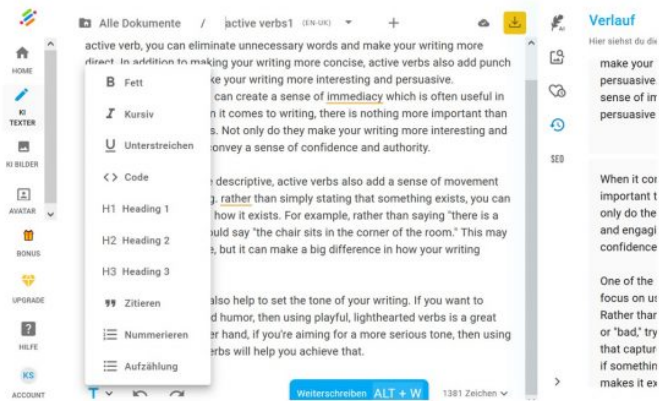 Alle Dokumente / active verbs1 (EN-UK) +
HOME
KI
TEXTER
KI BILDER
AVATAR
BONUS
UPGRADE
HILFE
KS
ACCOUNT
active verb, you can eliminate unnecessary words and make your writing more
direct. In addition to making your writing more concise, active verbs also add punch
ke your writing more interesting and persuasive.
can create a sense of immediacy which is often useful in
n it comes to writing, there is nothing more important than
s. Not only do they make your writing more interesting and
onvey a sense of confidence and authority.
e descriptive, active verbs also add a sense of movement
g. rather than simply stating that something exists, you can
how it exists. For example, rather than saying "there is a
uld say "the chair sits in the corner of the room." This may
e, but it can make a big difference in how your writing
also help to set the tone of your writing. If you want to
d humor, then using playful, lighthearted verbs is a great
er hand, if you're aiming for a more serious tone, then using
erbs will help you achieve that.
B Fett
I Kursiv
U Unterstreichen
<> Code
H1 Heading 1
H2 Heading 2
H3 Heading 3
Zitieren
Nummerieren
Aufzählung
T
Weiterschreiben ALT + W
1381 Zeichen
SEO
Verlauf
Hier siehst du die
make your
persuasive
sense of im
persuasive
When it cor
important t
only do the
and engagi
confidence
One of the
focus on us
Rather than
or "bad," try
that captur
if somethin
makes it ex